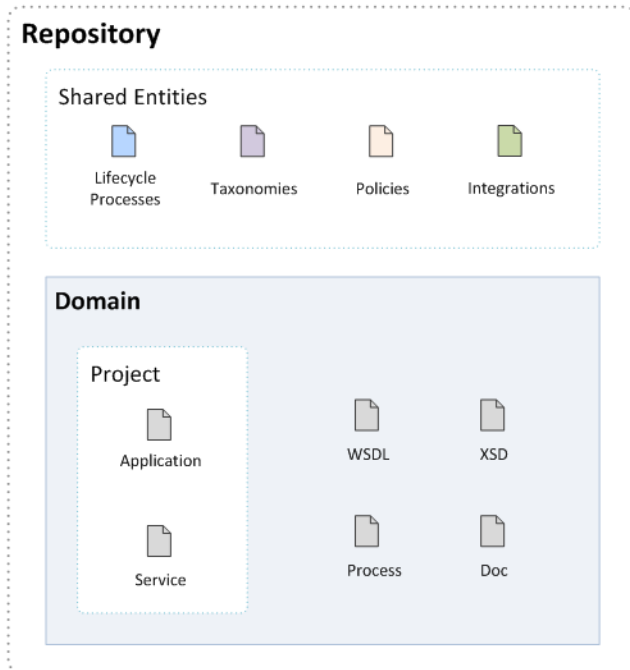 Repository
Shared Entities
Lifecycle
Processes
Taxonomies
Policies
Integrations
Domain
Project
Application
WSDL
XSD
Service
Process
Doc